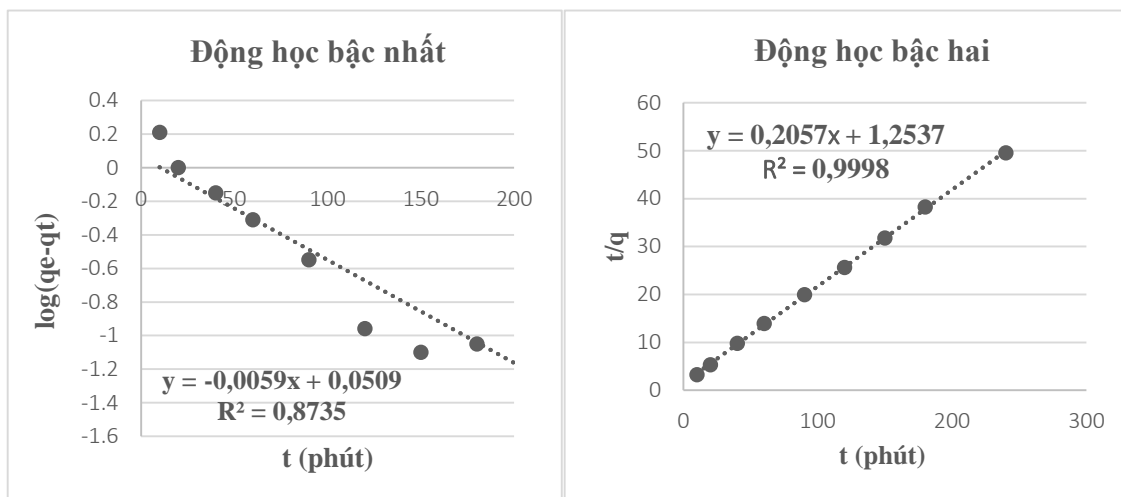 Động học bậc nhất
0.4
0.2
0
-0.2
-0.4
-0.6
-0.8
-1
-1.2
-1.4
-1.6
0
50
100
150
200
log(qe-qt)
y = -0,0059x + 0,0509
R² = 0,8735
t (phút)
Động học bậc hai
60
50
40
30
20
10
0
y = 0,2057x + 1,2537
R² = 0,9998
t/q
0
100
200
300
t (phút)